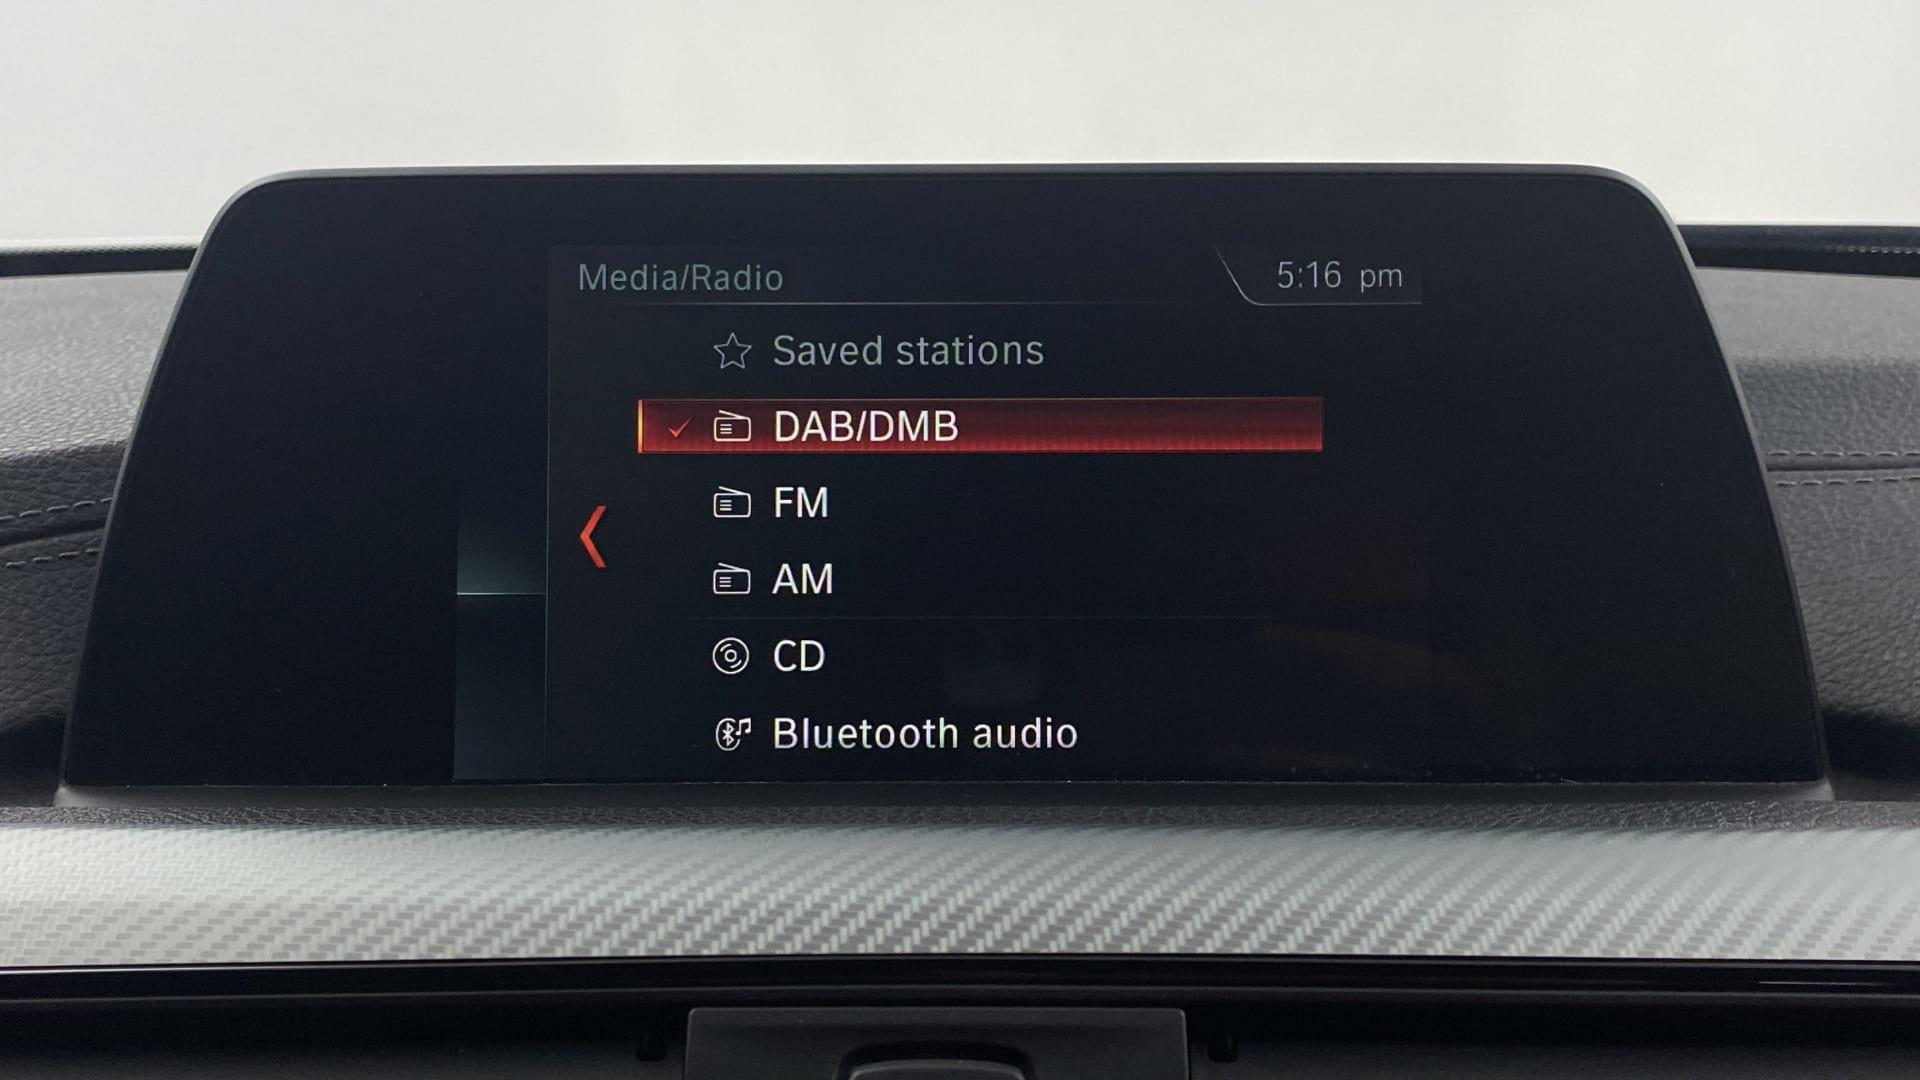 Media/Radio
5:16 pm
Saved stations
DAB/DMB
FM
AM
CD
Bluetooth audio